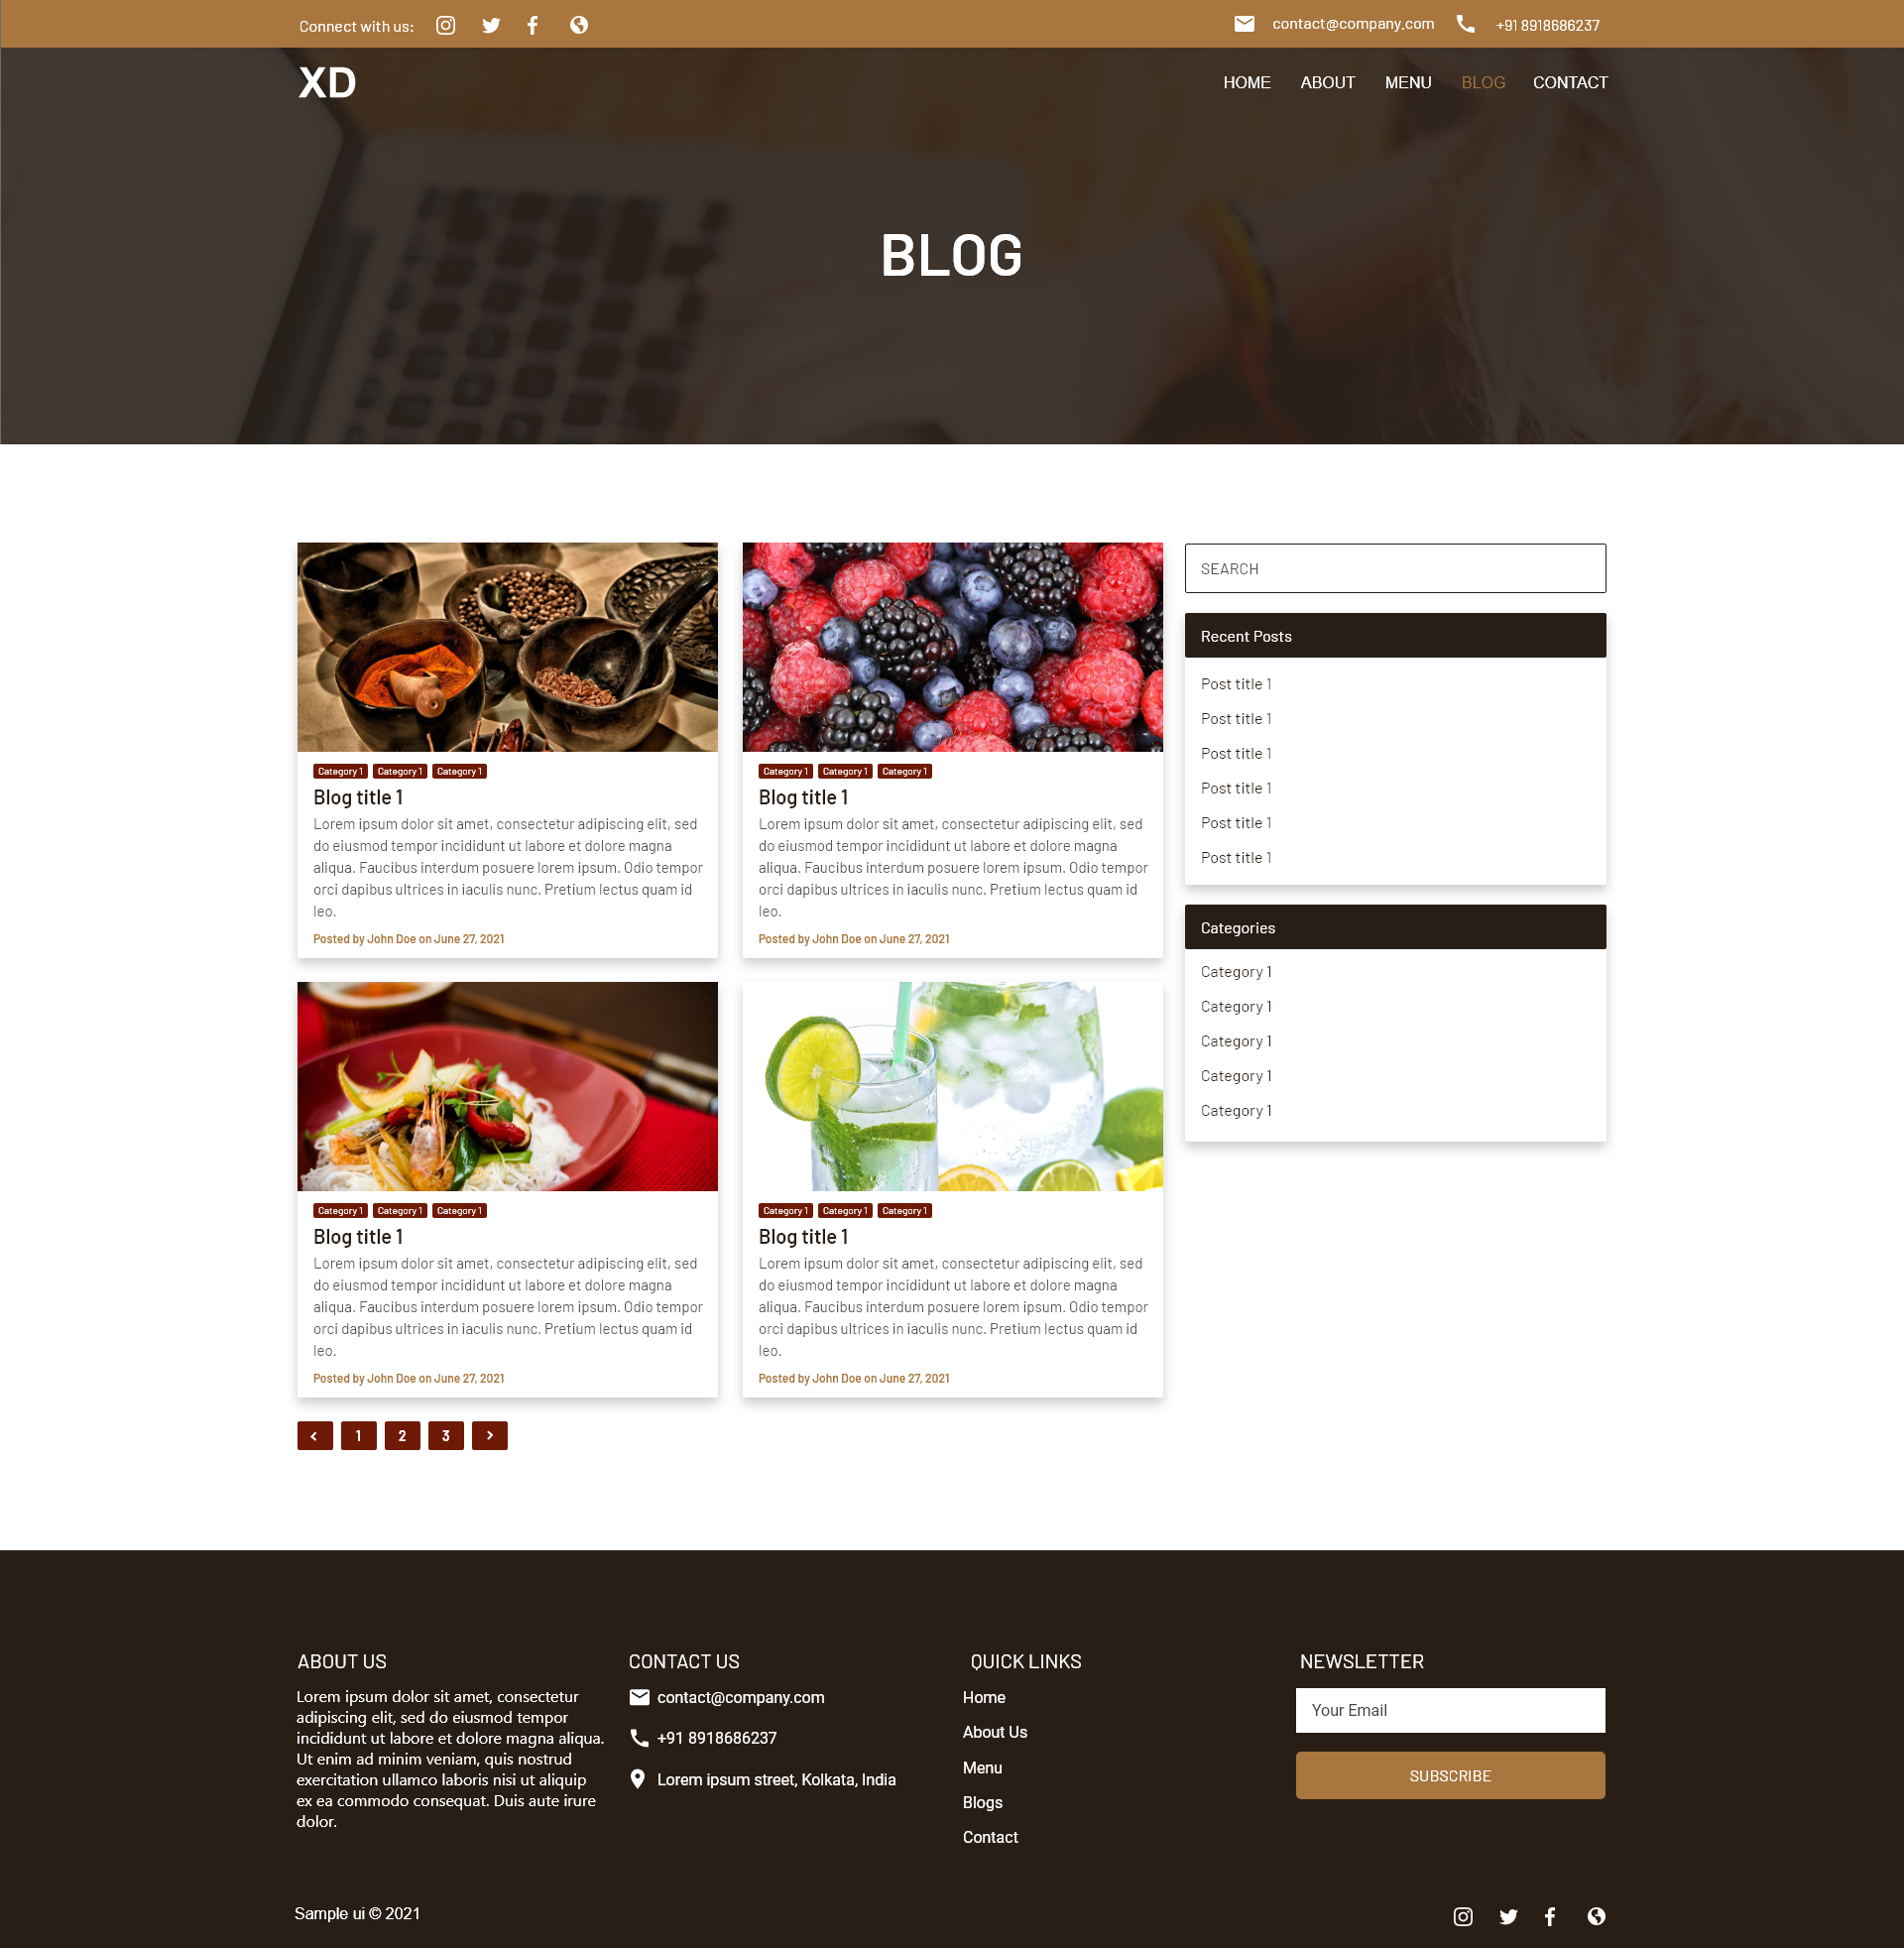 Connect with us:
contact@company.com
+91 8918686237
XD
HOME ABOUT MENU BLOG CONTACT
BLOG
Category 1 Category 1 Category 1
Blog title 1
Lorem ipsum dolor sit amet, consectetur adipiscing elit, sed
do eiusmod tempor incididunt ut labore et dolore magna
aliqua. Faucibus interdum posuere lorem ipsum. Odio tempor
orci dapibus ultrices in iaculis nunc. Pretium lectus quam id
leo.
Posted by John Doe on June 27, 2021
Category 1 Category 1 Category 1
Blog title 1
Lorem ipsum dolor sit amet, consectetur adipiscing elit, sed
do eiusmod tempor incididunt ut labore et dolore magna
aliqua. Faucibus interdum posuere lorem ipsum. Odio tempor
orci dapibus ultrices in iaculis nunc. Pretium lectus quam id
leo.
Posted by John Doe on June 27, 2021
Category 1 Category 1 Category 1
Blog title 1
Lorem ipsum dolor sit amet, consectetur adipiscing elit, sed
do eiusmod tempor incididunt ut labore et dolore magna
aliqua. Faucibus interdum posuere lorem ipsum. Odio tempor
orci dapibus ultrices in iaculis nunc. Pretium lectus quam id
leo.
Posted by John Doe on June 27, 2021
Category 1 Category 1 Category 1
Blog title 1
Lorem ipsum dolor sit amet, consectetur adipiscing elit, sed
do eiusmod tempor incididunt ut labore et dolore magna
aliqua. Faucibus interdum posuere lorem ipsum. Odio tempor
orci dapibus ultrices in iaculis nunc. Pretium lectus quam id
leo.
Posted by John Doe on June 27, 2021
1 2 3
SEARCH
Recent Posts
Post title 1
Post title 1
Post title 1
Post title 1
Post title 1
Post title 1
Categories
Category 1
Category 1
Category 1
Category 1
Category 1
ABOUT US
Lorem ipsum dolor sit amet, consectetur
adipiscing elit, sed do eiusmod tempor
incididunt ut labore et dolore magna aliqua.
Ut enim ad minim veniam, quis nostrud
exercitation ullamco laboris nisi ut aliquip
ex ea commodo consequat. Duis aute irure
dolor.
CONTACT US
contact@company.com
+91 8918686237
Lorem ipsum street, Kolkata, India
QUICK LINKS
Home
About Us
Menu
Blogs
Contact
NEWSLETTER
Your Email
SUBSCRIBE
Sample ui © 2021